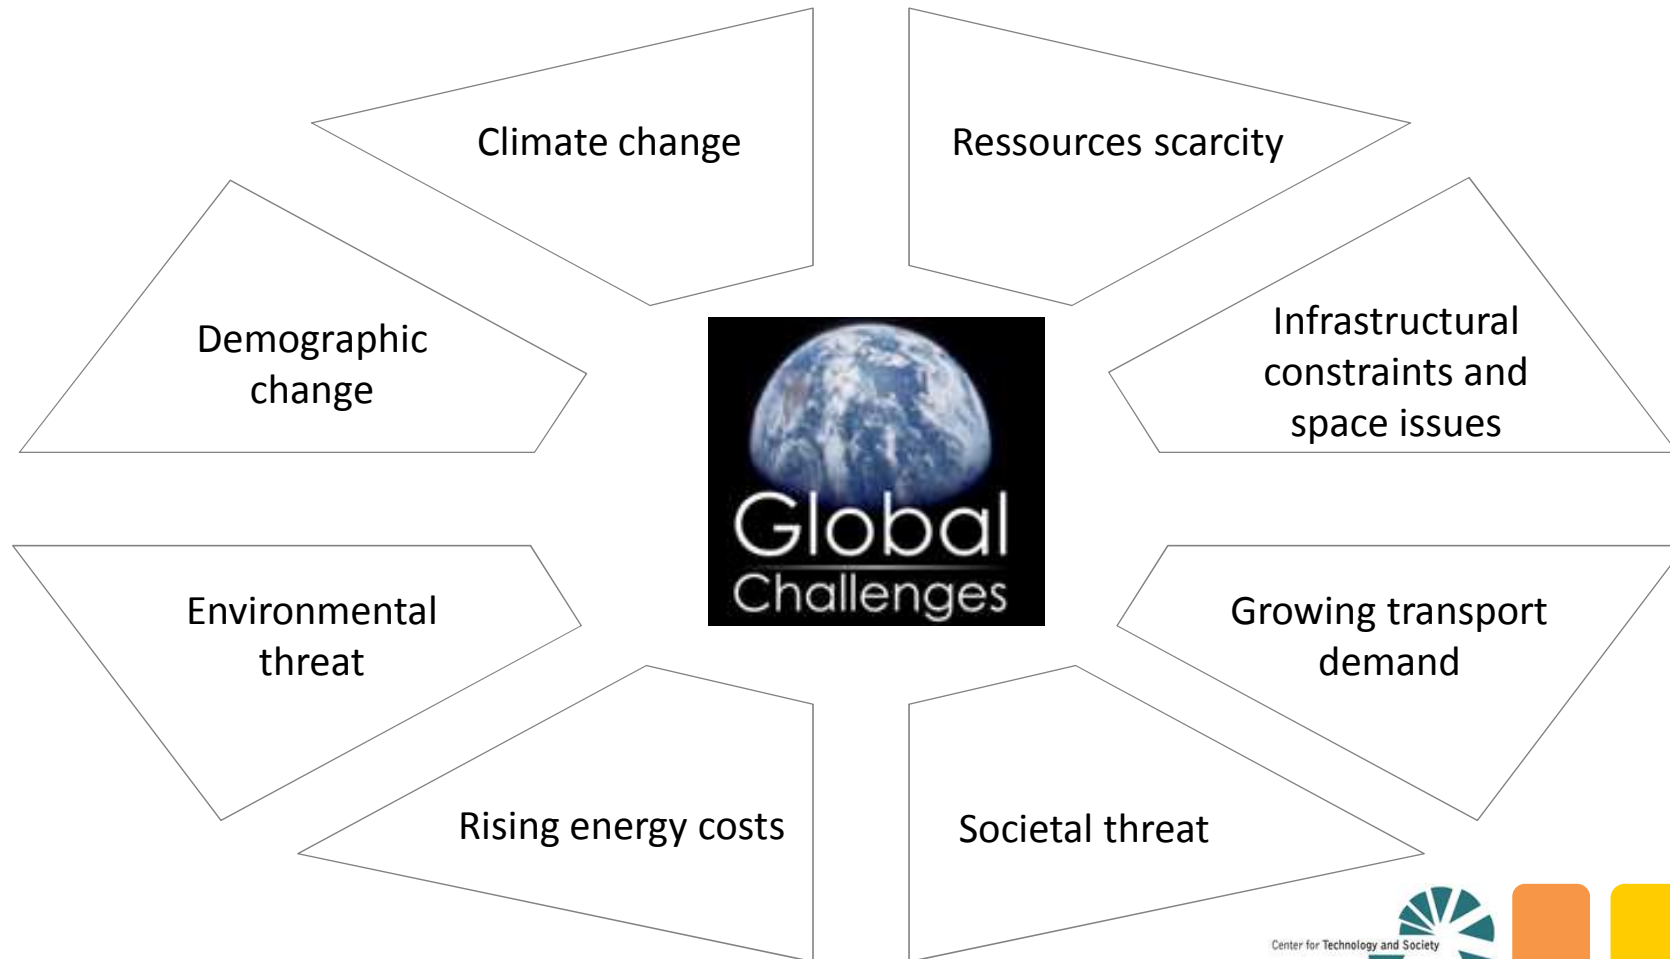 Climate change
Ressources scarcity
Demographic
change
Infrastructural
constraints and
space issues
Global
Challenges
Environmental
threat
Growing transport
demand
Rising energy costs
Societal threat
Center for Technology and Society